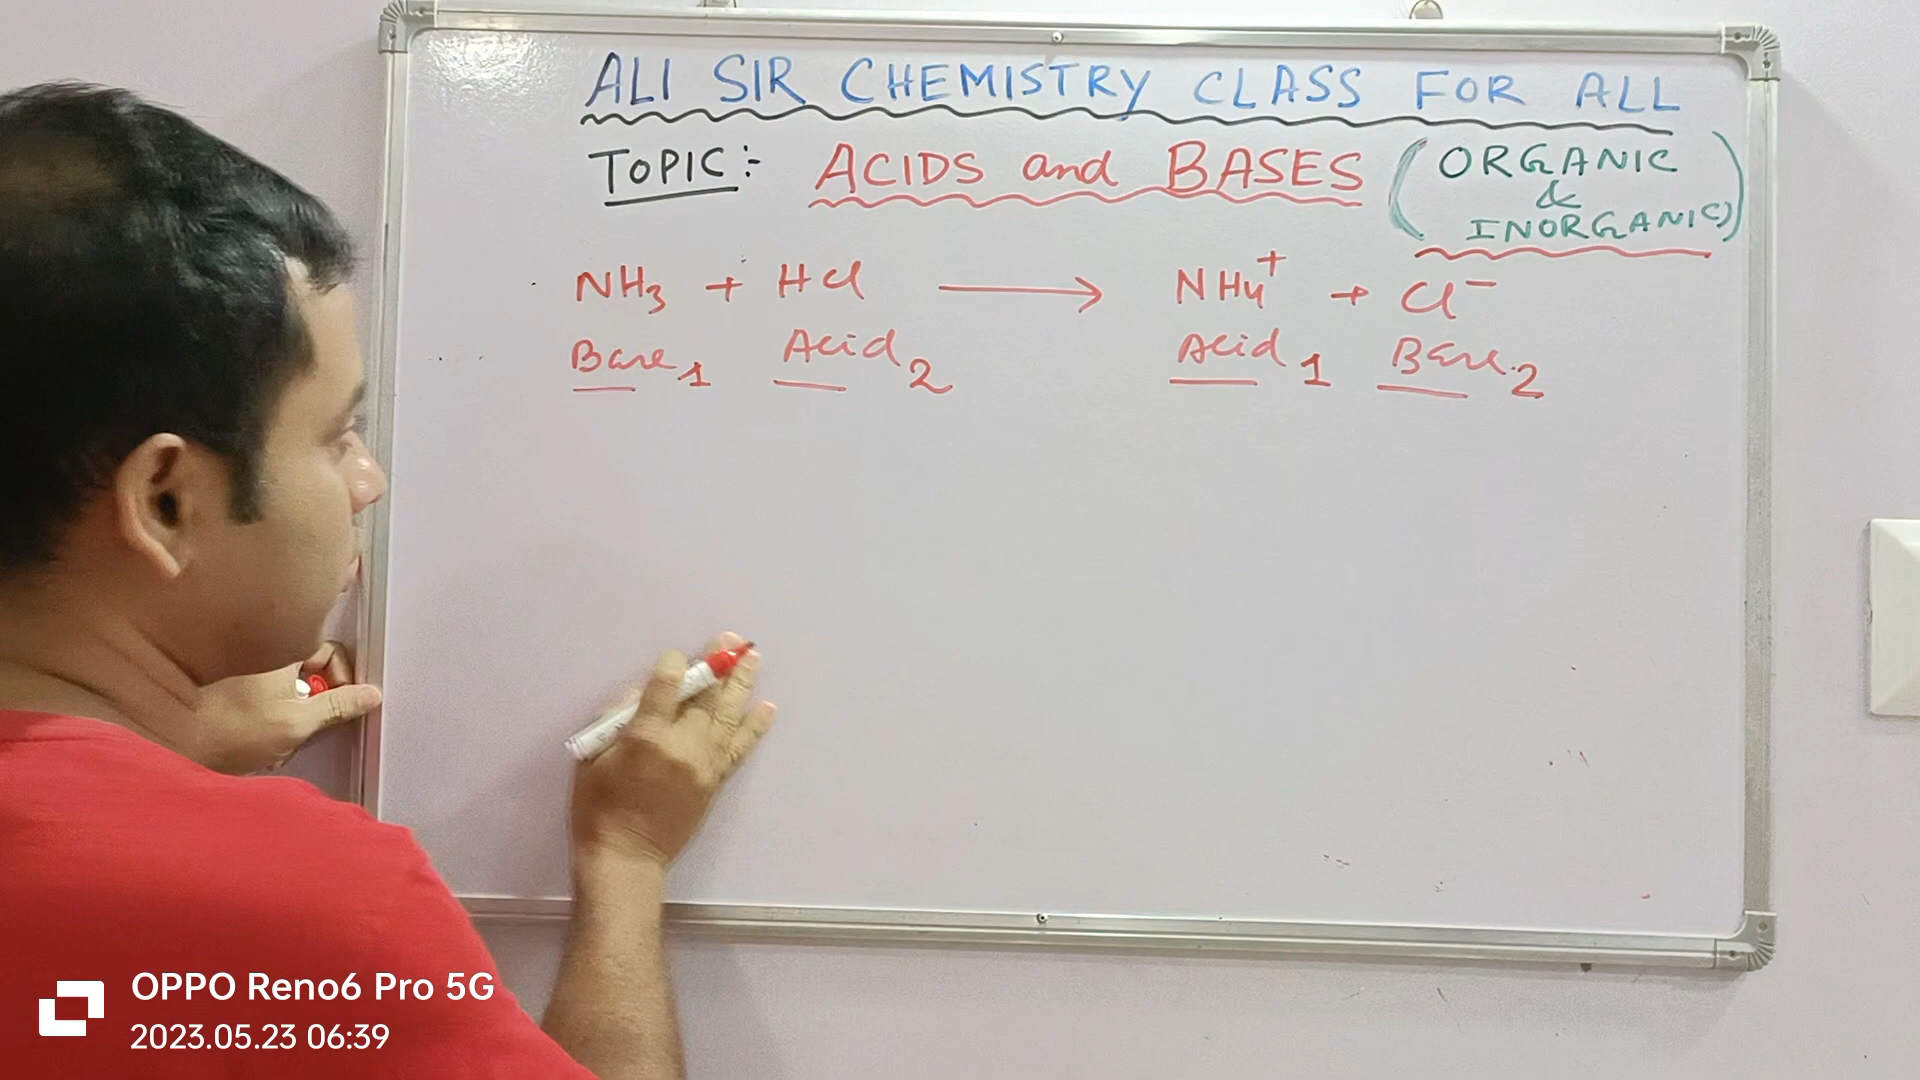 ALI SIR CHEMISTRY CLASS FOR ALL
TOPIC:- ACIDS and BASES (ORGANIC & INORGANIC)
NH3 + HCl ⟶ NH4+ + Cl−
Base1 Acid2 Acid1 Base2
OPPO Reno6 Pro 5G
2023.05.23 06:39